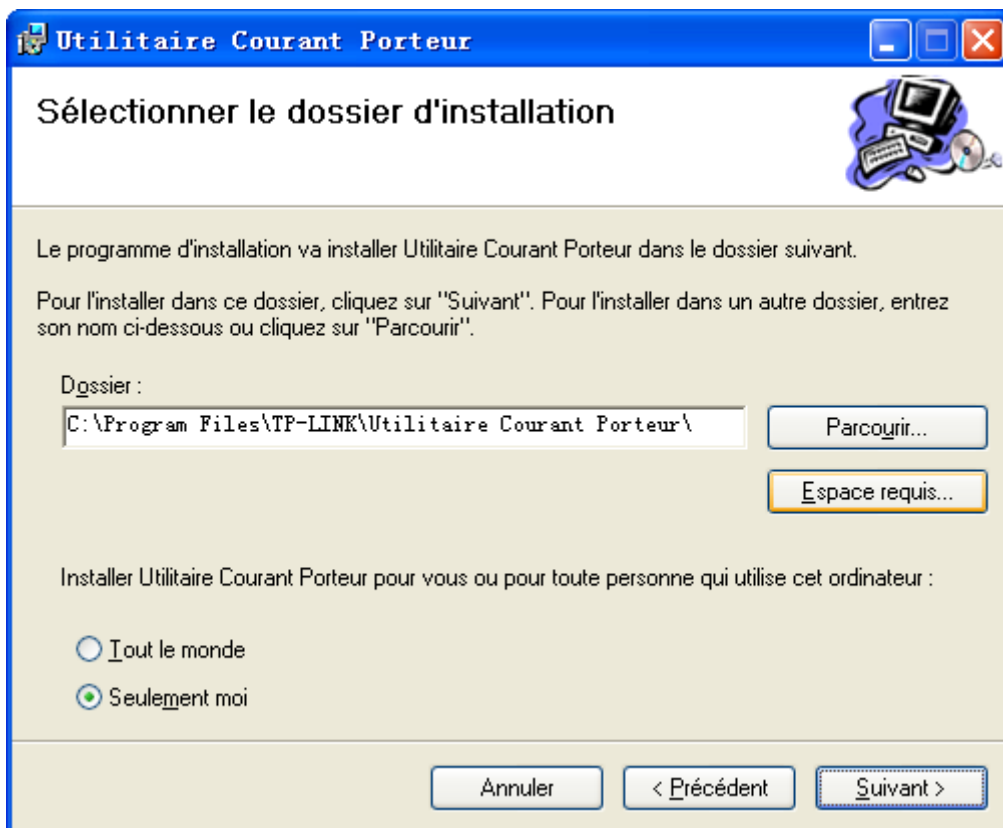 Utilitaire Courant Porteur
Sélectionner le dossier d'installation
Le programme d'installation va installer Utilitaire Courant Porteur dans le dossier suivant.
Pour l'installer dans ce dossier, cliquez sur "Suivant". Pour l'installer dans un autre dossier, entrez
son nom ci-dessous ou cliquez sur "Parcourir".
Dossier :
C:\Program Files\TP-LINK\Utilitaire Courant Porteur\
Parcourir...
Espace requis...
Installer Utilitaire Courant Porteur pour vous ou pour toute personne qui utilise cet ordinateur :
Tout le monde
Seulement moi
Annuler
< Précédent
Suivant >